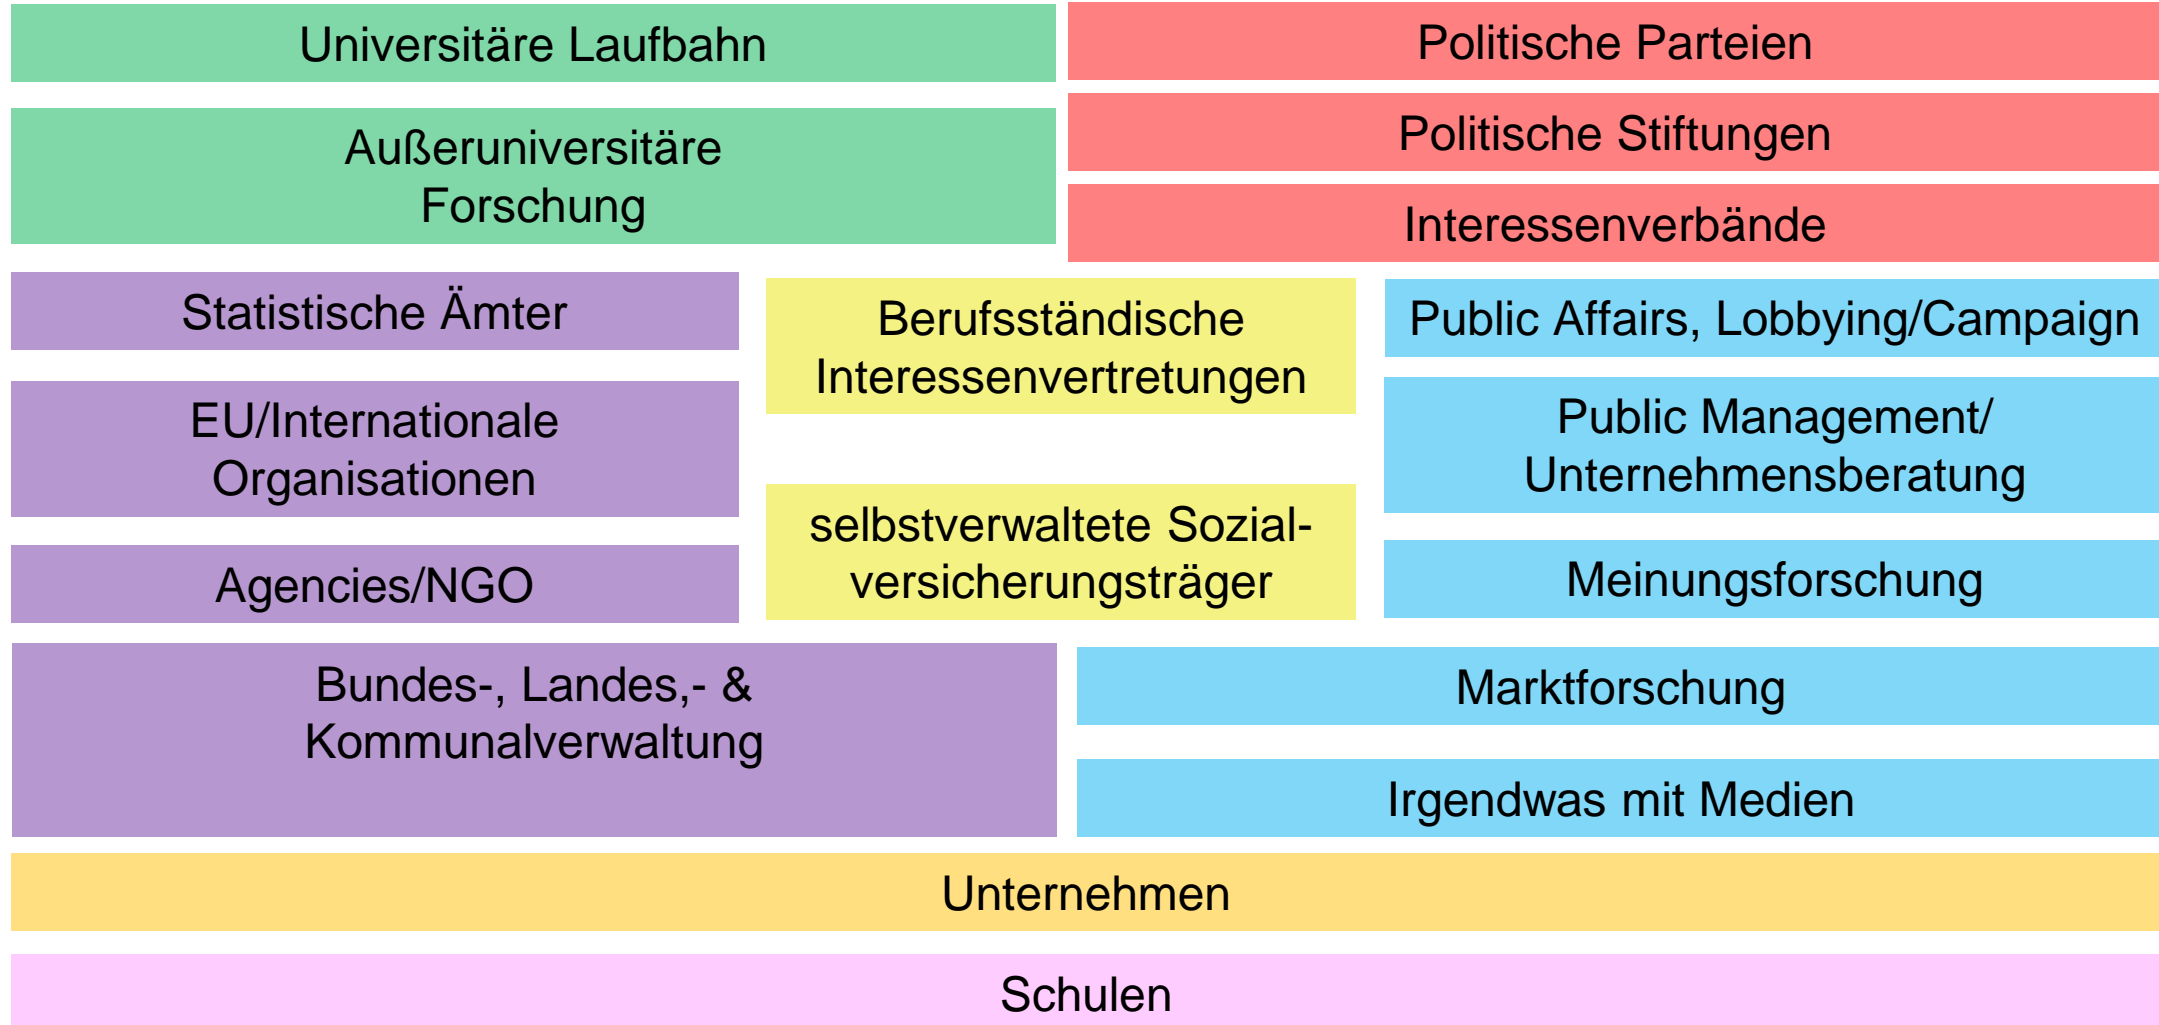 Universitäre Laufbahn
Politische Parteien
Außeruniversitäre
Forschung
Politische Stiftungen
Interessenverbände
Statistische Ämter
EU/Internationale
Organisationen
Agencies/NGO
Berufsständische
Interessenvertretungen
selbstverwaltete Sozial-
versicherungsträger
Public Affairs, Lobbying/Campaign
Public Management/
Unternehmensberatung
Meinungsforschung
Bundes-, Landes,- &
Kommunalverwaltung
Marktforschung
Irgendwas mit Medien
Unternehmen
Schulen